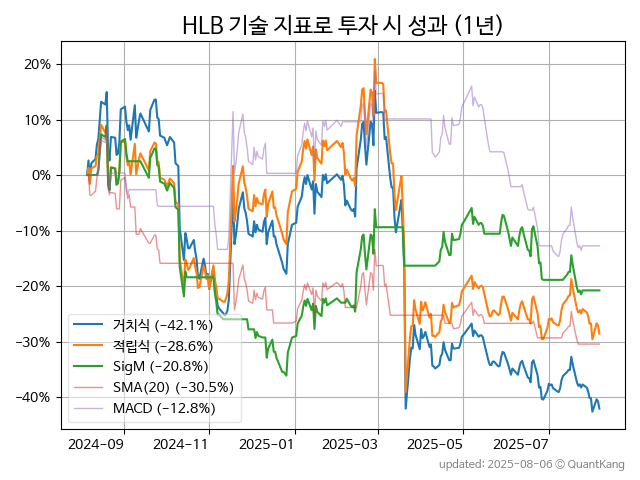 HLB 기술 지표로 투자 시 성과 (1년)
20%
10%
0%
−10%
−20%
−30%
−40%
거치식 (−42.1%)
적립식 (−28.6%)
SigM (−20.8%)
SMA(20) (−30.5%)
MACD (−12.8%)
2024−09 2024−11 2025−01 2025−03 2025−05 2025−07
updated: 2025-08-06 © QuantKang